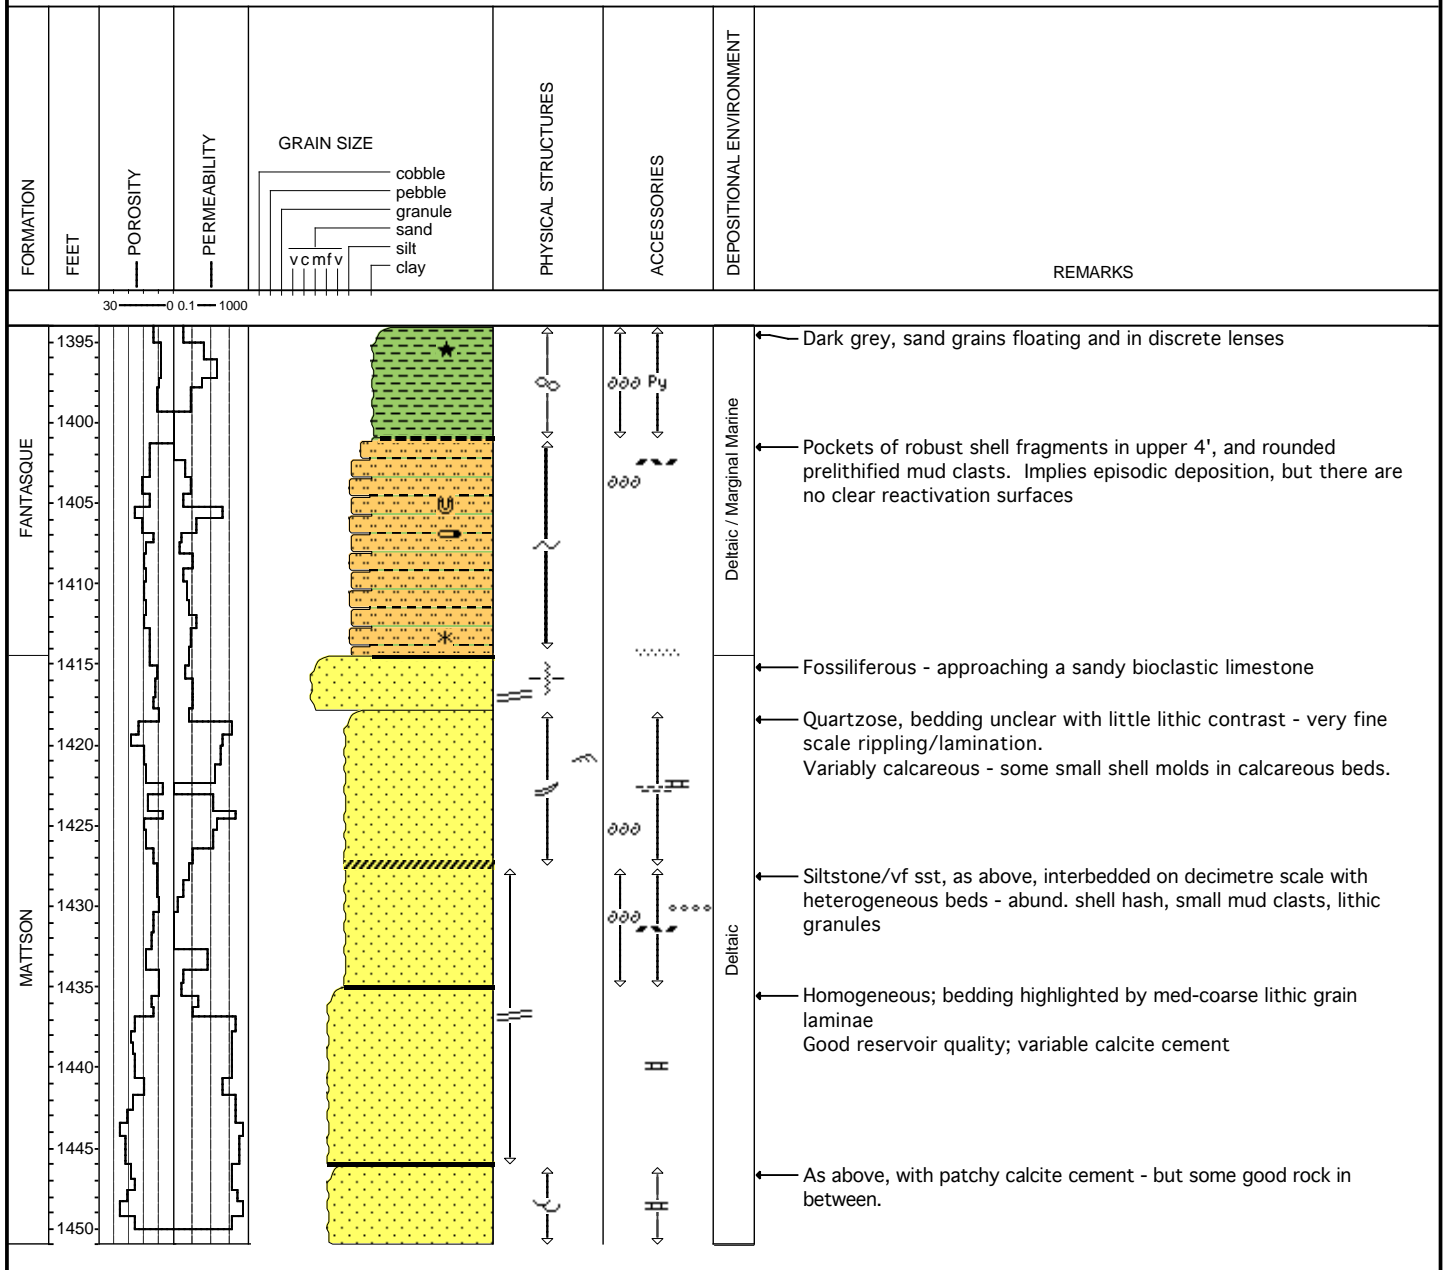 FORMATION
FEET
POROSITY
PERMEABILITY
GRAIN SIZE
cobble
pebble
granule
sand
silt
clay
v c m f v
PHYSICAL STRUCTURES
ACCESSORIES
DEPOSITIONAL ENVIRONMENT
REMARKS
30 0 0.1 1000
FANTASQUE
MATTSON
1395
1400
1405
1410
1415
1420
1425
1430
1435
1440
1445
1450
Py
Deltaic / Marginal Marine
Deltaic
Dark grey, sand grains floating and in discrete lenses
Pockets of robust shell fragments in upper 4', and rounded
prelithified mud clasts. Implies episodic deposition, but there are
no clear reactivation surfaces
Fossiliferous - approaching a sandy bioclastic limestone
Quartzose, bedding unclear with little lithic contrast - very fine
scale rippling/lamination.
Variably calcareous - some small shell molds in calcareous beds.
Siltstone/vf sst, as above, interbedded on decimetre scale with
heterogeneous beds - abund. shell hash, small mud clasts, lithic
granules
Homogeneous; bedding highlighted by med-coarse lithic grain
laminae
Good reservoir quality; variable calcite cement
As above, with patchy calcite cement - but some good rock in
between.